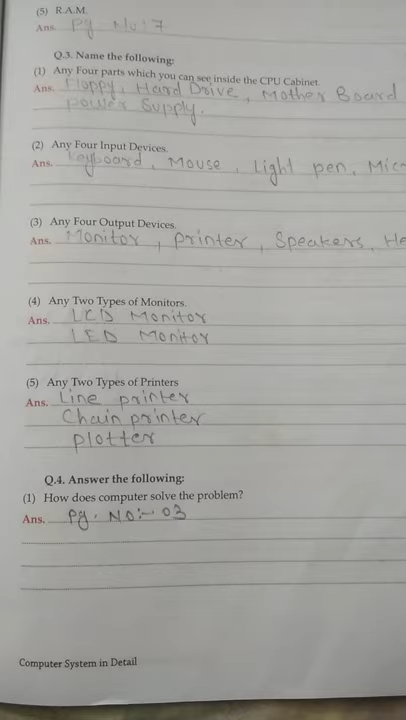 (5) R.A.M.
Ans. Pg. No: 7
Q.3. Name the following:
(1) Any Four parts which you can see inside the CPU Cabinet.
Ans. Floppy, Hard Drive, Mother Board
power Supply.
(2) Any Four Input Devices.
Ans. Keyboard, Mouse, Light pen, Mic
(3) Any Four Output Devices.
Ans. Monitor, printer, Speakers, He
(4) Any Two Types of Monitors.
Ans. LCD Monitor
LED Monitor
(5) Any Two Types of Printers
Ans. Line printer
Chain printer
plotter
Q.4. Answer the following:
(1) How does computer solve the problem?
Ans. Pg. NO:- 03
Computer System in Detail